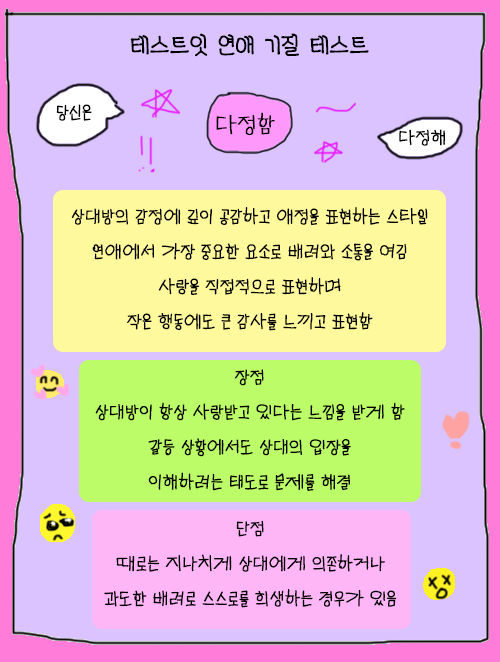 테스트잇 연애 기질 테스트
당신은
다정함
다정해
!!
상대방의 감정에 깊이 공감하고 애정을 표현하는 스타일
연애에서 가장 중요한 요소로 배려와 소통을 여김
사랑을 직접적으로 표현하며
작은 행동에도 큰 감사를 느끼고 표현함
장점
상대방이 항상 사랑받고 있다는 느낌을 받게 함
갈등 상황에서도 상대의 입장을
이해하려는 태도로 문제를 해결
단점
때로는 지나치게 상대에게 의존하거나
과도한 배려로 스스로를 희생하는 경우가 있음